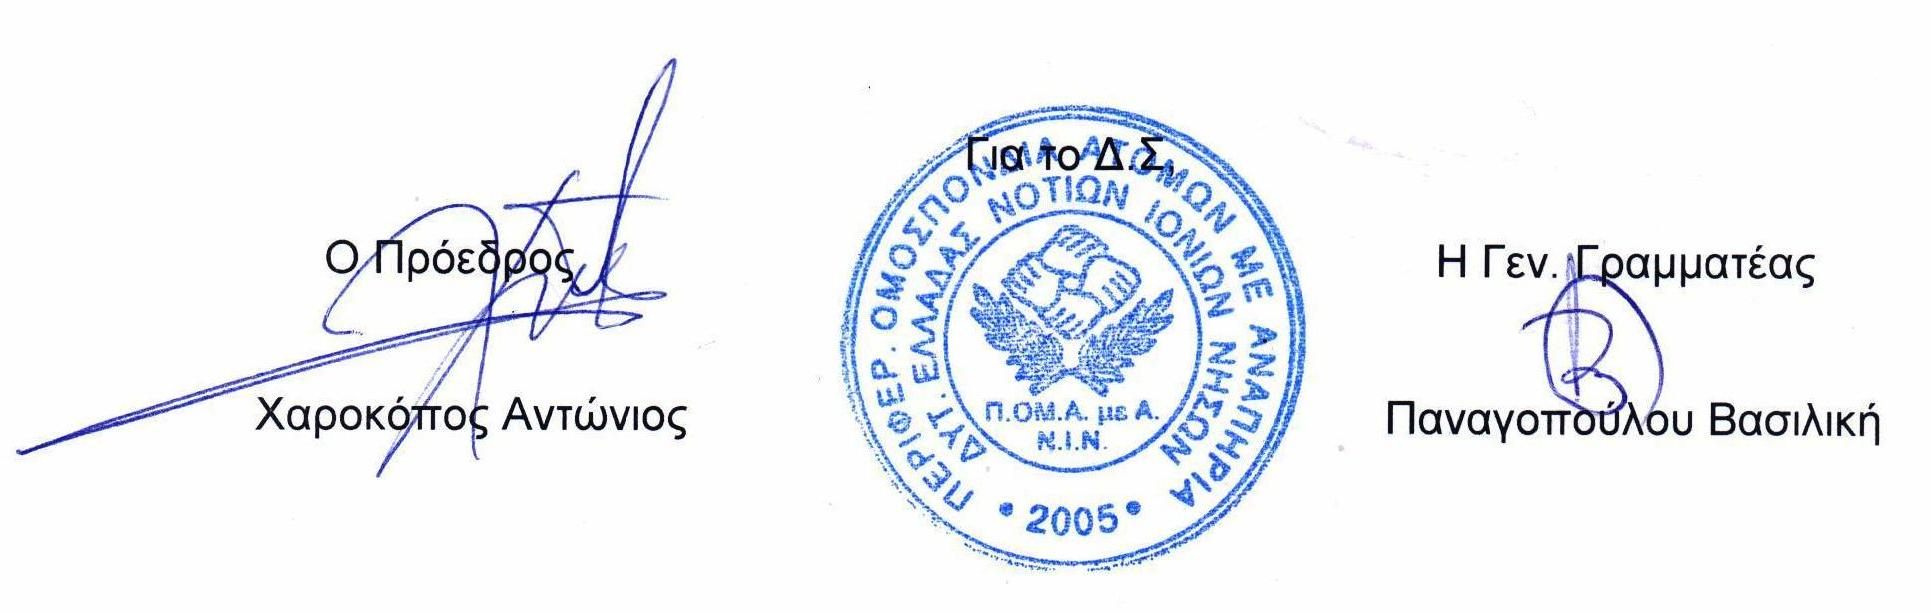 Για το Δ.Σ,
Ο Πρόεδρος
Η Γεν. Γραμματέας
Χαροκόπος Αντώνιος
Παναγοπούλου Βασιλική
ΠΕΡΙΦΕΡ. ΟΜΟΣΠΟΝΔΙΑ ΑΤΟΜΩΝ ΜΕ ΑΝΑΠΗΡΙΑ
ΔΥΤ. ΕΛΛΑΔΑΣ ΝΟΤΙΩΝ ΙΟΝΙΩΝ ΝΗΣΩΝ
Π.ΟΜ.Α. με Α.
Ν.Ι.Ν.
• 2005 •